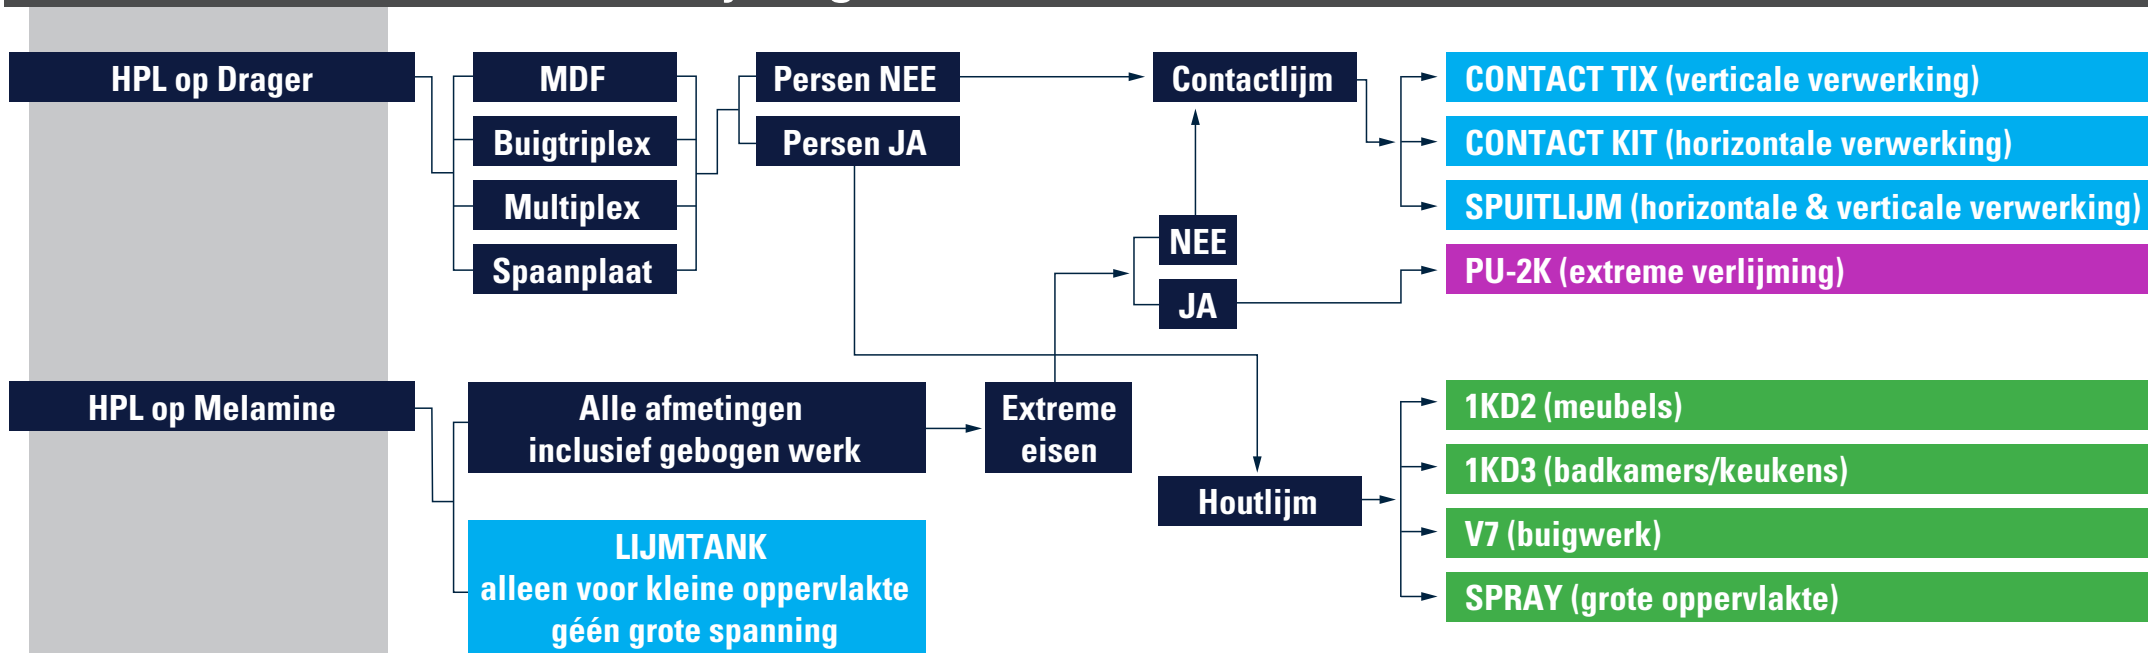 HPL op Drager
MDF
Buigtriplex
Multiplex
Spaanplaat
Persen NEE
Persen JA
Contactlijm
CONTACT TIX (verticale verwerking)
CONTACT KIT (horizontale verwerking)
SPUITLIJM (horizontale & verticale verwerking)
NEE
JA
PU-2K (extreme verlijming)
HPL op Melamine
Alle afmetingen
inclusief gebogen werk
Extreme
eisen
LIJMTANK
alleen voor kleine oppervlakte
géén grote spanning
Houtlijm
1KD2 (meubels)
1KD3 (badkamers/keukens)
V7 (buigwerk)
SPRAY (grote oppervlakte)